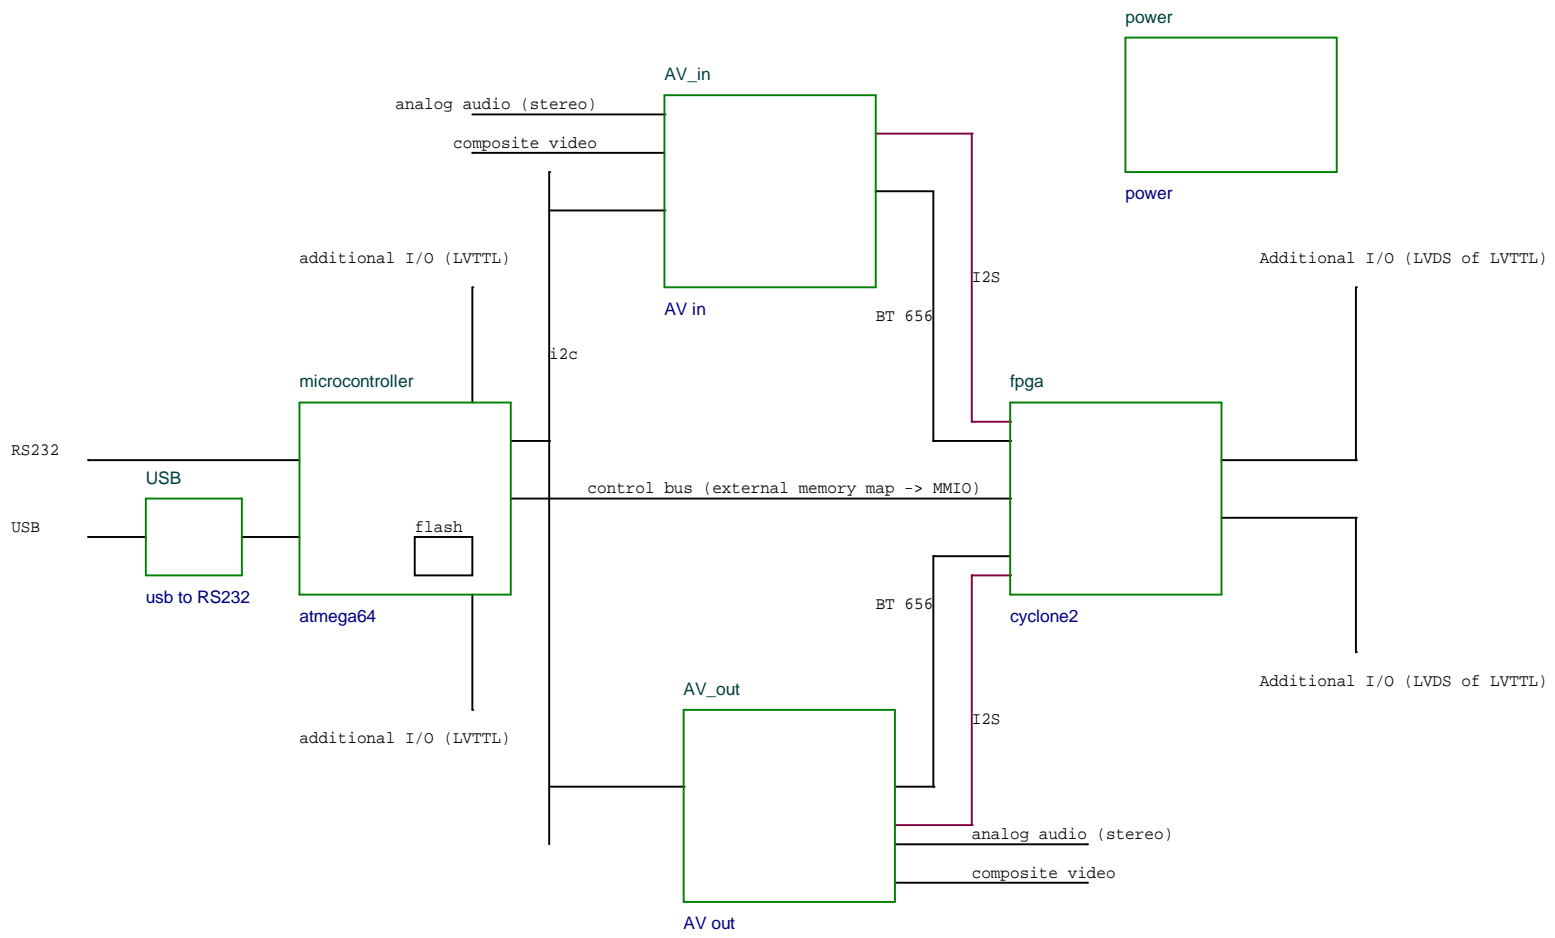 power
AV_in
analog audio (stereo)
composite video
power
additional I/O (LVTTL)
Additional I/O (LVDS of LVTTL)
I2S
AV in
BT 656
i2c
microcontroller
fpga
RS232
USB
control bus (external memory map -> MMIO)
USB
flash
usb to RS232
atmega64
BT 656
cyclone2
AV_out
Additional I/O (LVDS of LVTTL)
I2S
additional I/O (LVTTL)
analog audio (stereo)
composite video
AV out